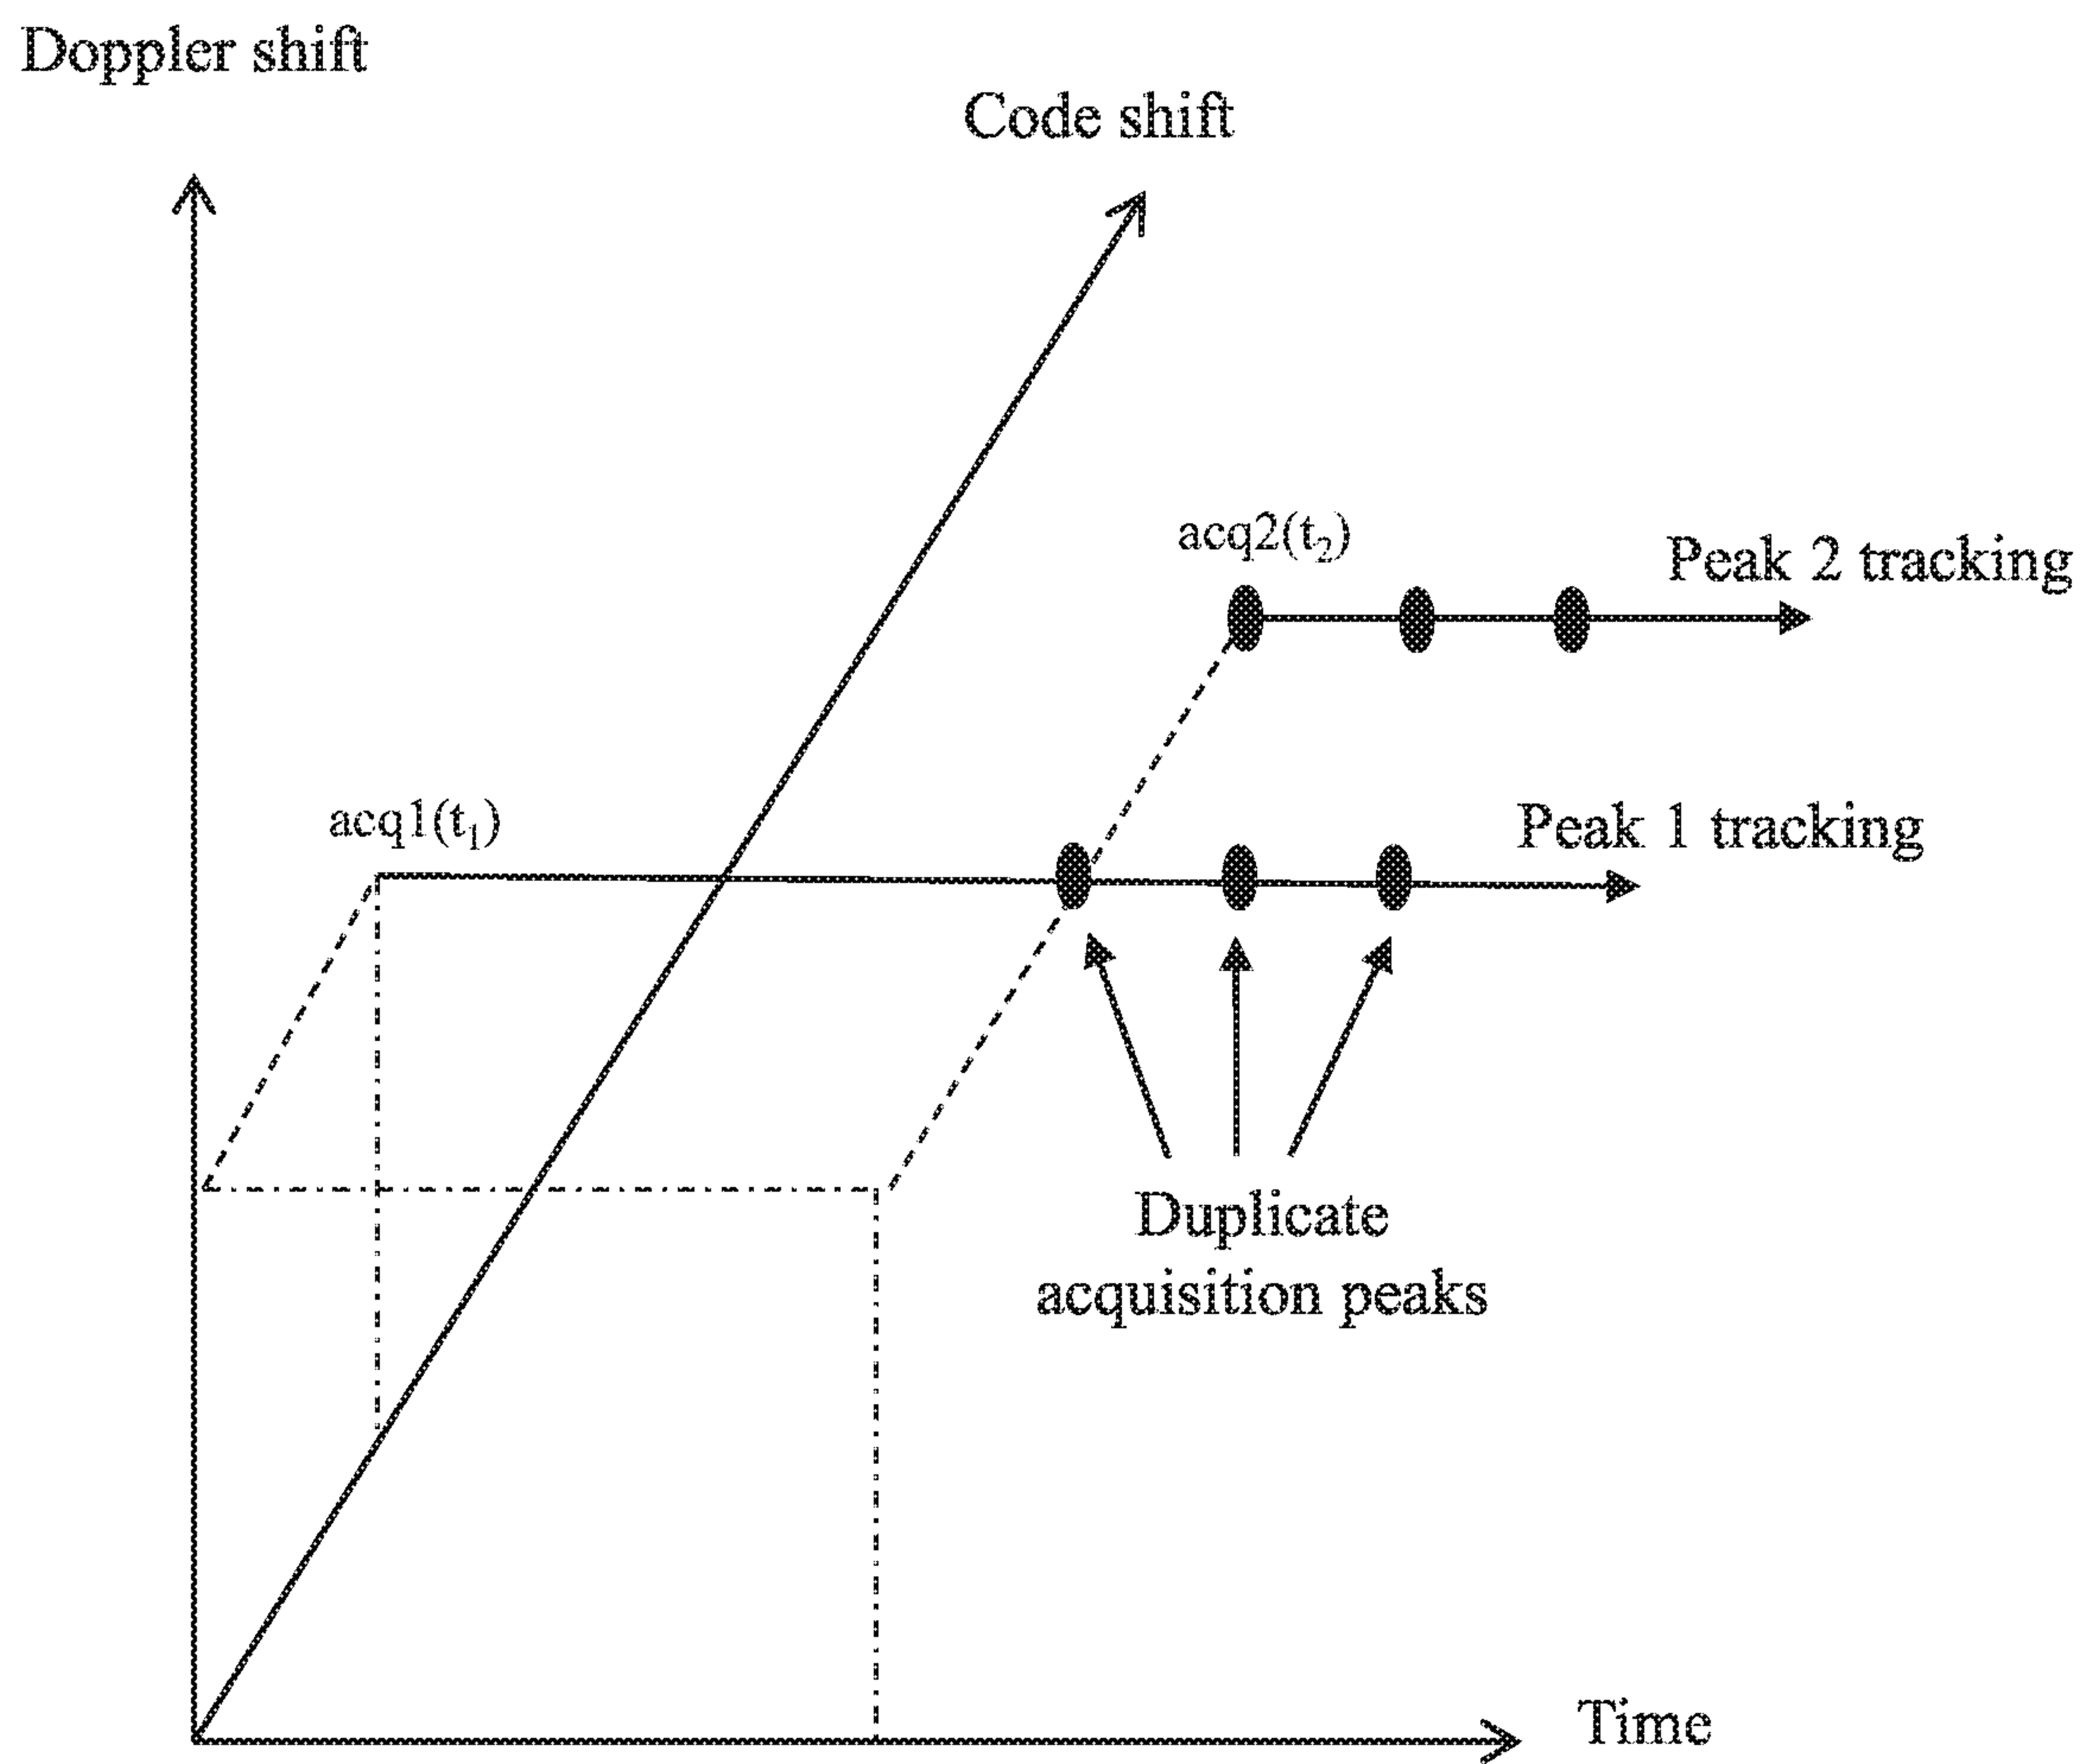 Doppler shift
Code shift
acq2(t₂)
Peak 2 tracking
acq1(t₁)
Peak 1 tracking
Duplicate
acquisition peaks
Time